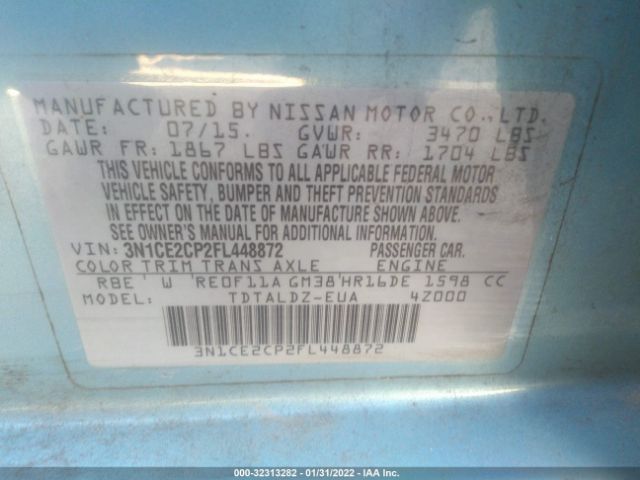 MANUFACTURED BY NISSAN MOTOR CO., LTD.
DATE: 07/15. GVWR: 3470 LBS
GAWR FR: 1867 LBS GAWR RR: 1704 LBS
THIS VEHICLE CONFORMS TO ALL APPLICABLE FEDERAL MOTOR
VEHICLE SAFETY, BUMPER AND THEFT PREVENTION STANDARDS
IN EFFECT ON THE DATE OF MANUFACTURE SHOWN ABOVE.
SEE OWNER'S MANUAL FOR ADDITIONAL INFORMATION.
VIN: 3N1CE2CP2FL448872 PASSENGER CAR.
COLOR TRIM TRANS AXLE ENGINE
RBE' W 'RE0F11A GM38'HR16DE 1598 CC
MODEL: TDTALDZ-EUA 4Z000
3N1CE2CP2FL448872
000-32313282 - 01/31/2022 - IAA Inc.